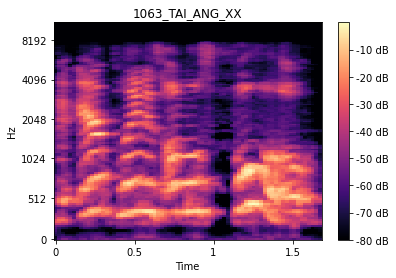 1063_TAI_ANG_XX
8192
4096
2048
1024
512
0
Hz
0
0.5
1
1.5
Time
-10 dB
-20 dB
-30 dB
-40 dB
-50 dB
-60 dB
-70 dB
-80 dB